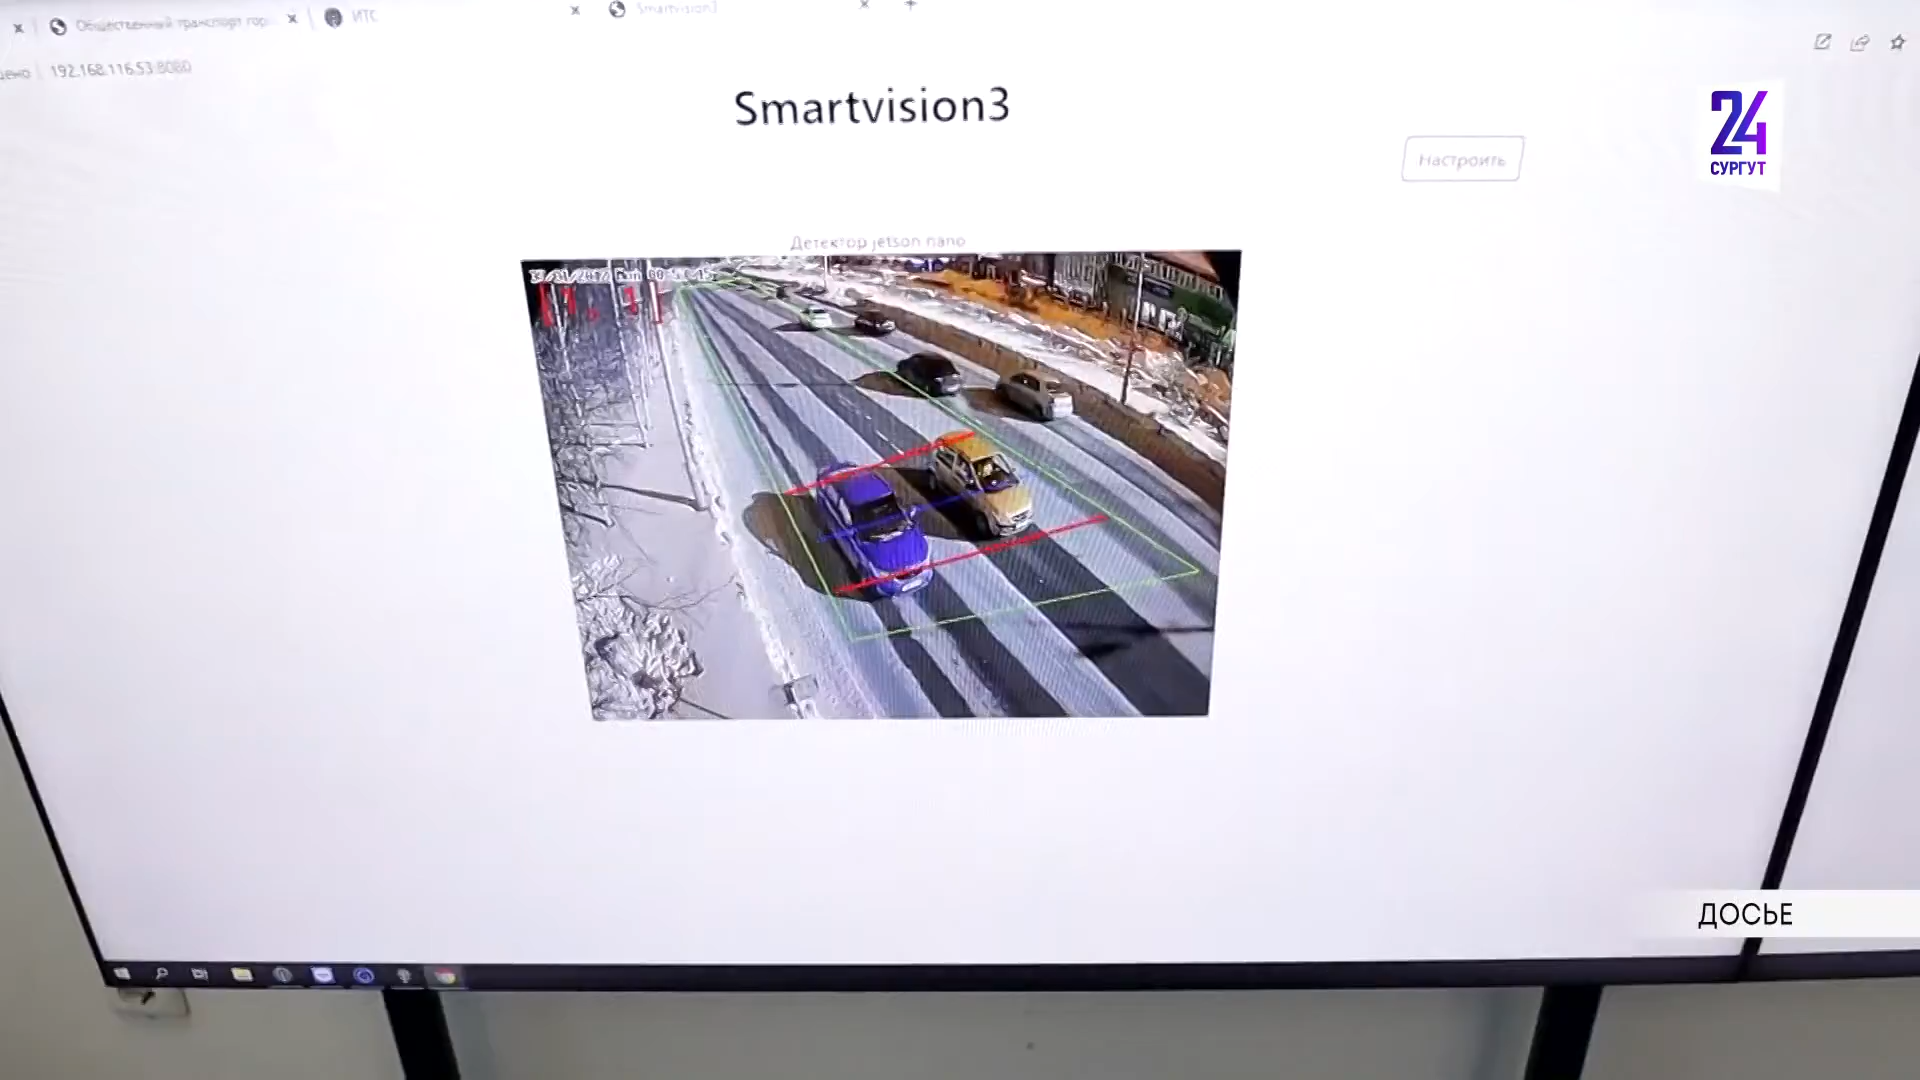 Общественный транспорт гор
ИТС
Smartvision3
192.168.116.53:8080
Smartvision3
24
СУРГУТ
Настроить
Детектор jetson nano
ДОСЬЕ